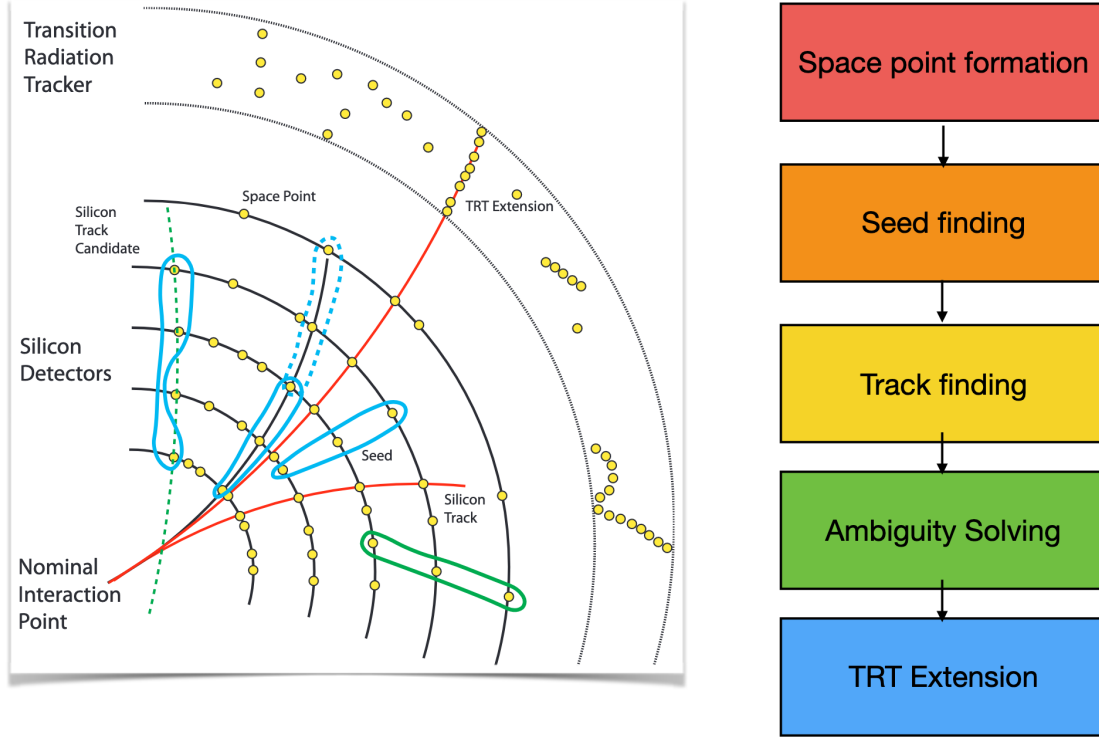 Transition
Radiation
Tracker
Space Point
Silicon
Track
Candidate
TRT Extension
Silicon
Detectors
Seed
Silicon
Track
Nominal
Interaction
Point
Space point formation
Seed finding
Track finding
Ambiguity Solving
TRT Extension